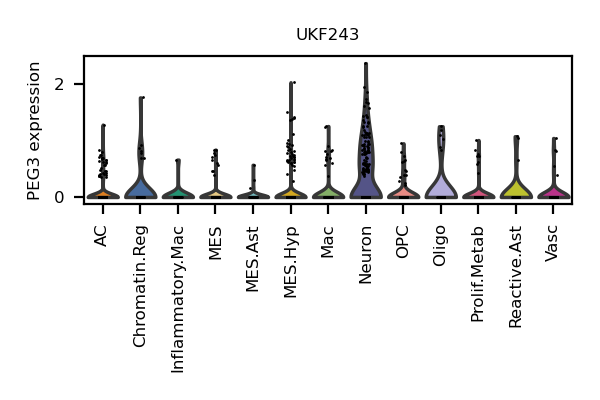 UKF243
PEG3 expression
2
0
AC
Chromatin.Reg
Inflammatory.Mac
MES
MES.Ast
MES.Hyp
Mac
Neuron
OPC
Oligo
Prolif.Metab
Reactive.Ast
Vasc